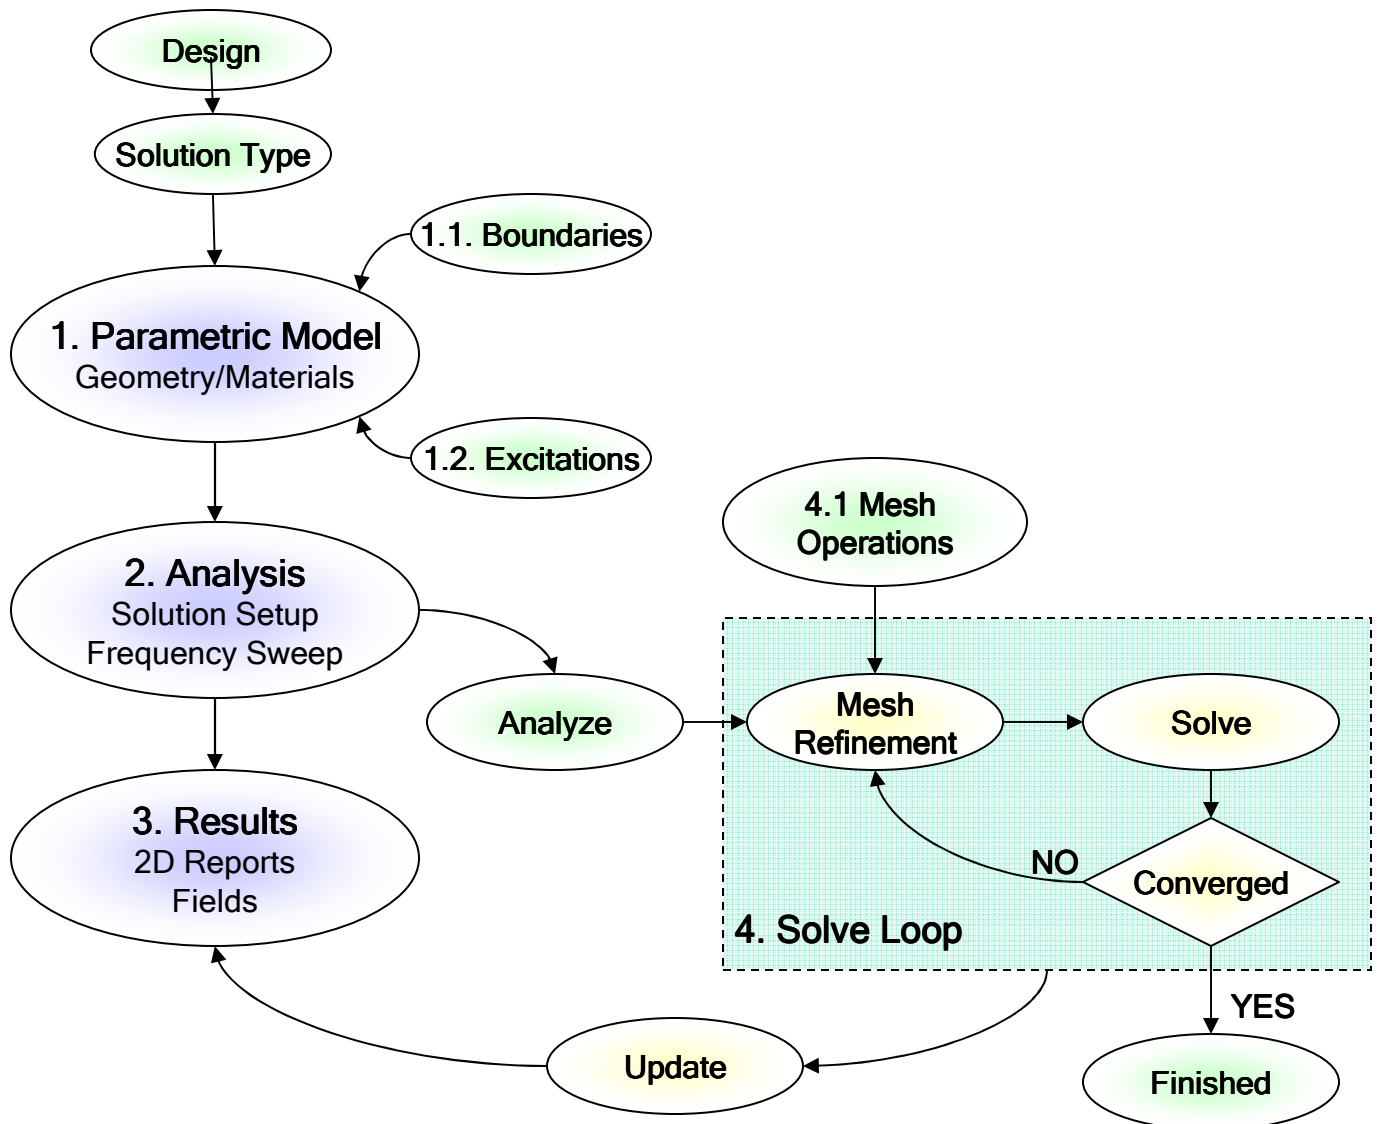 Design
Solution Type
1.1. Boundaries
1. Parametric Model
Geometry/Materials
1.2. Excitations
4.1 Mesh
Operations
2. Analysis
Solution Setup
Frequency Sweep
Analyze
Mesh
Refinement
Solve
3. Results
2D Reports
Fields
NO
Converged
4. Solve Loop
YES
Update
Finished